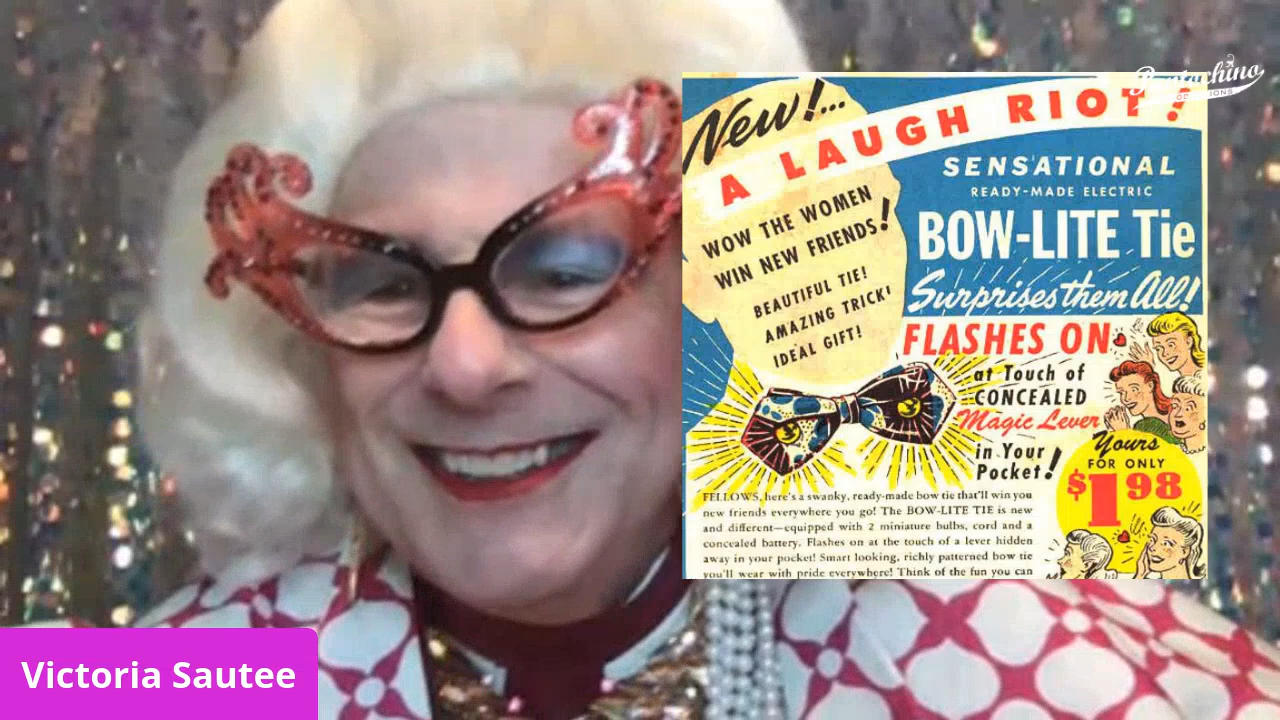 New!...
A LAUGH RIOT!
WOW THE WOMEN
WIN NEW FRIENDS!
BEAUTIFUL TIE!
AMAZING TRICK!
IDEAL GIFT!
SENSATIONAL
READY-MADE ELECTRIC
BOW-LITE Tie
Surprises them All!
FLASHES ON
at Touch of
CONCEALED
Magic Lever
in Your
Pocket!
Yours
FOR ONLY
$1 98
FELLOWS, here's a swanky, ready-made bow tie that'll win you
new friends everywhere you go! The BOW-LITE TIE is new
and different—equipped with 2 miniature bulbs, cord and a
concealed battery. Flashes on at the touch of a lever hidden
away in your pocket! Smart looking, richly patterned bow tie
you'll wear with pride everywhere! Think of the fun you can
Victoria Sautee